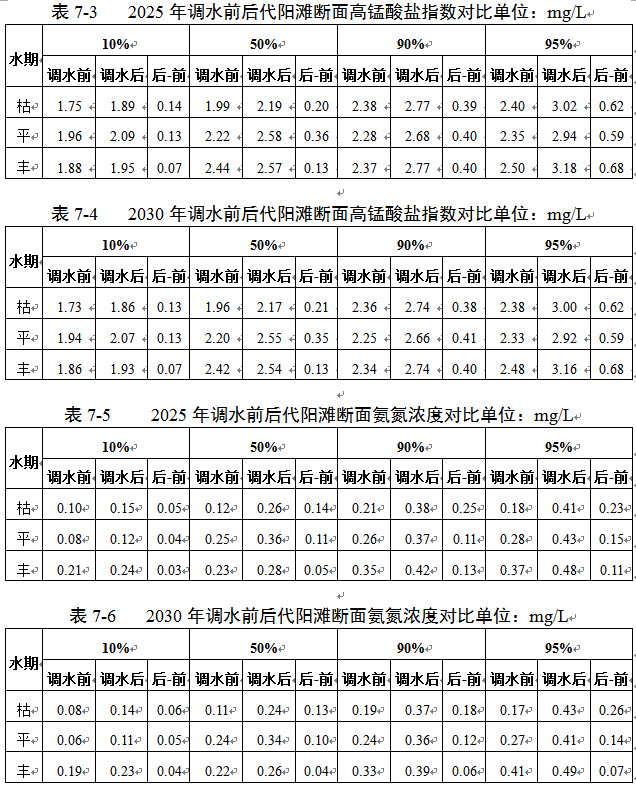 表 7-3 2025 年调水前后代阳滩断面高锰酸盐指数对比单位：mg/L
水期 10% 50% 90% 95%
调水前 调水后 后-前 调水前 调水后 后-前 调水前 调水后 后-前 调水前 调水后 后-前
枯 1.75 1.89 0.14 1.99 2.19 0.20 2.38 2.77 0.39 2.40 3.02 0.62
平 1.96 2.09 0.13 2.22 2.58 0.36 2.28 2.68 0.40 2.35 2.94 0.59
丰 1.88 1.95 0.07 2.44 2.57 0.13 2.37 2.77 0.40 2.50 3.18 0.68
表 7-4 2030 年调水前后代阳滩断面高锰酸盐指数对比单位：mg/L
水期 10% 50% 90% 95%
调水前 调水后 后-前 调水前 调水后 后-前 调水前 调水后 后-前 调水前 调水后 后-前
枯 1.73 1.86 0.13 1.96 2.17 0.21 2.36 2.74 0.38 2.38 3.00 0.62
平 1.94 2.07 0.13 2.20 2.55 0.35 2.25 2.66 0.41 2.33 2.92 0.59
丰 1.86 1.93 0.07 2.42 2.54 0.13 2.34 2.74 0.40 2.48 3.16 0.68
表 7-5 2025 年调水前后代阳滩断面氨氮浓度对比单位：mg/L
水期 10% 50% 90% 95%
调水前 调水后 后-前 调水前 调水后 后-前 调水前 调水后 后-前 调水前 调水后 后-前
枯 0.10 0.15 0.05 0.12 0.26 0.14 0.21 0.38 0.25 0.18 0.41 0.23
平 0.08 0.12 0.04 0.25 0.36 0.11 0.26 0.37 0.11 0.28 0.43 0.15
丰 0.21 0.24 0.03 0.23 0.28 0.05 0.35 0.42 0.13 0.37 0.48 0.11
表 7-6 2030 年调水前后代阳滩断面氨氮浓度对比单位：mg/L
水期 10% 50% 90% 95%
调水前 调水后 后-前 调水前 调水后 后-前 调水前 调水后 后-前 调水前 调水后 后-前
枯 0.08 0.14 0.06 0.11 0.24 0.13 0.19 0.37 0.18 0.17 0.43 0.26
平 0.06 0.11 0.05 0.24 0.34 0.10 0.24 0.36 0.12 0.27 0.41 0.14
丰 0.19 0.23 0.04 0.22 0.26 0.04 0.33 0.39 0.06 0.41 0.49 0.07